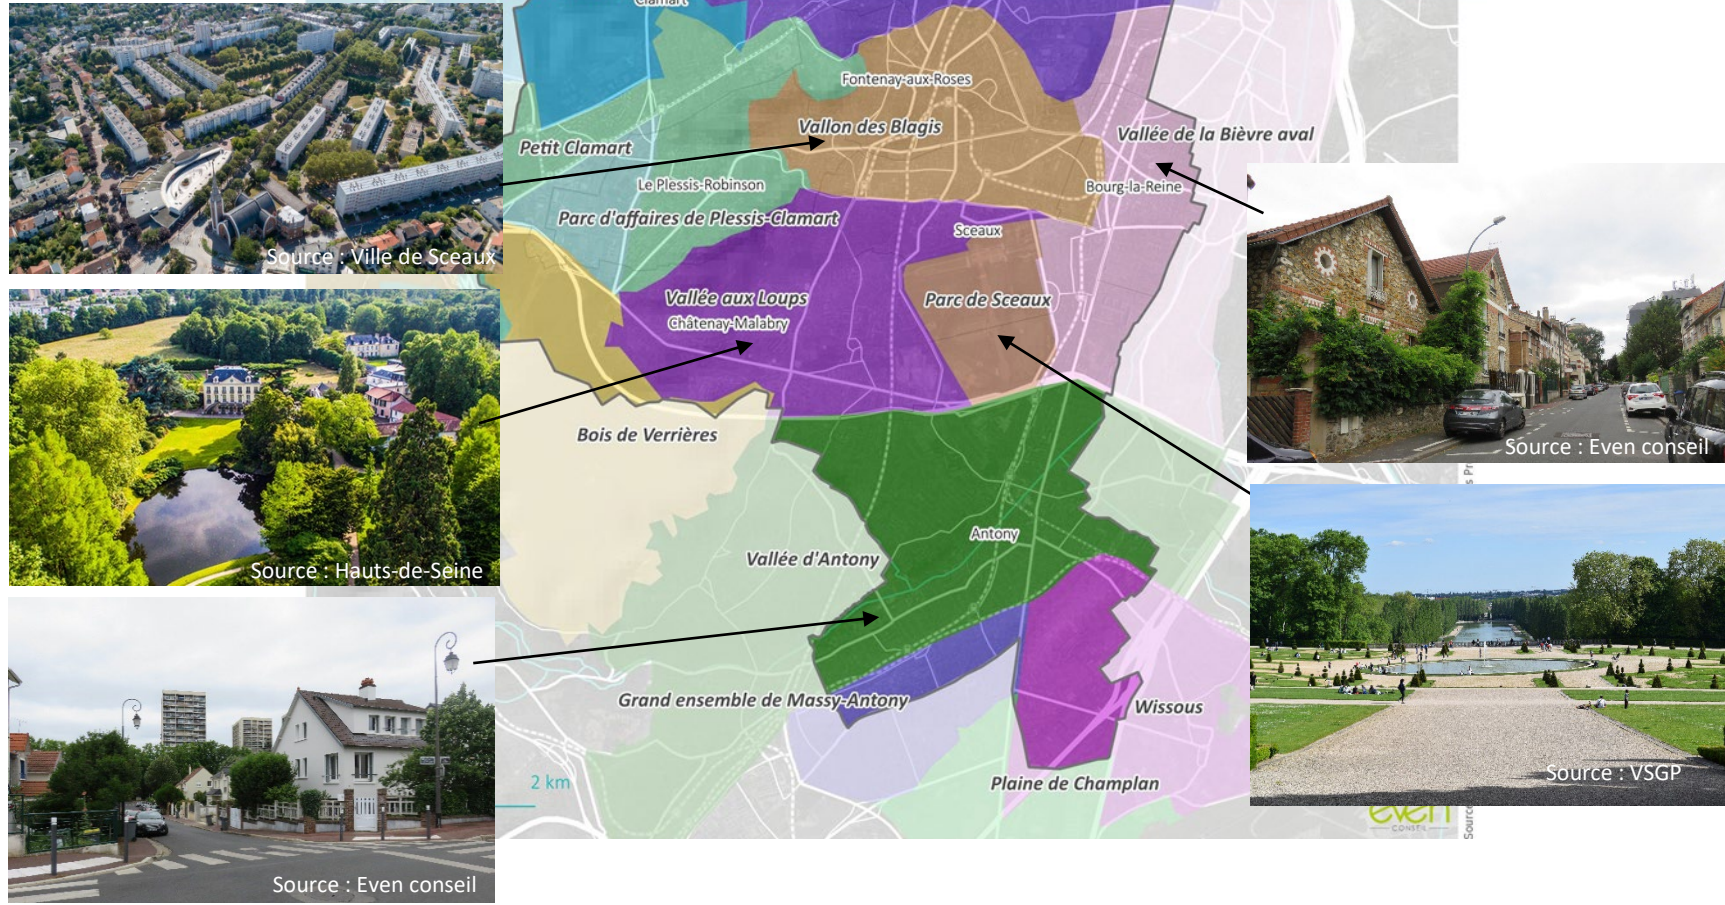 Clamart
Fontenay-aux-Roses
Vallon des Blagis
Vallée de la Bièvre aval
Petit Clamart
Le Plessis-Robinson
Bourg-la-Reine
Parc d'affaires de Plessis-Clamart
Sceaux
Source : Ville de Sceaux
Vallée aux Loups
Parc de Sceaux
Châtenay-Malabry
Bois de Verrières
Source : Even conseil
Antony
Vallée d'Antony
Source : Hauts-de-Seine
Grand ensemble de Massy-Antony
Wissous
Plaine de Champlan
2 km
Source : VSGP
even
CONSEIL
Source : Even conseil